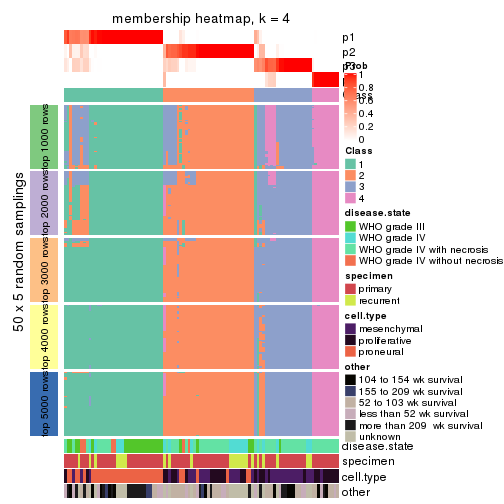 membership heatmap, k = 4
p1
p2
p3
Prob
1
0.8
0.6
0.4
0.2
0
Class
Class
1
2
3
4
disease.state
WHO grade III
WHO grade IV
WHO grade IV with necrosis
WHO grade IV without necrosis
specimen
primary
recurrent
cell.type
mesenchymal
proliferative
proneural
other
104 to 154 wk survival
155 to 209 wk survival
52 to 103 wk survival
less than 52 wk survival
more than 209 wk survival
unknown
50 x 5 random samplings
top 1000 rows
top 2000 rows
top 3000 rows
top 4000 rows
top 5000 rows
disease.state
specimen
cell.type
other